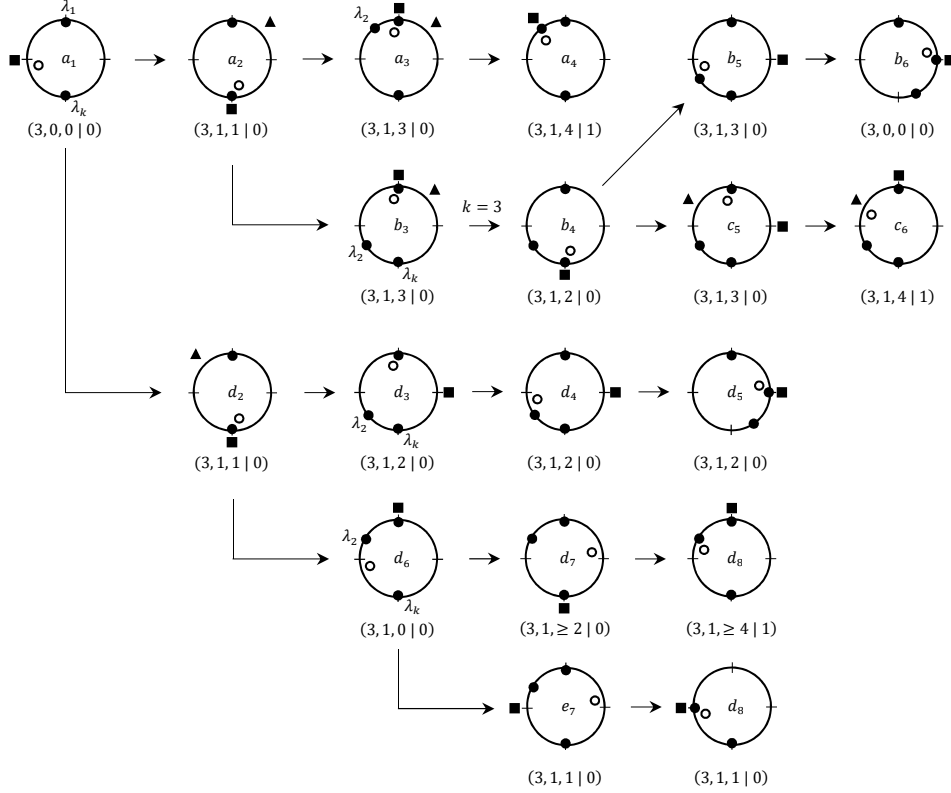 λ₁
a₁
λₖ
(3, 0, 0 | 0)
a₂
(3, 1, 1 | 0)
λ₂
a₃
(3, 1, 3 | 0)
a₄
(3, 1, 4 | 1)
b₅
(3, 1, 3 | 0)
b₆
(3, 0, 0 | 0)
b₃
λ₂
λₖ
(3, 1, 3 | 0)
k = 3
b₄
(3, 1, 2 | 0)
c₅
(3, 1, 3 | 0)
c₆
(3, 1, 4 | 1)
d₂
(3, 1, 1 | 0)
d₃
λ₂
λₖ
(3, 1, 2 | 0)
d₄
(3, 1, 2 | 0)
d₅
(3, 1, 2 | 0)
λ₂
d₆
λₖ
(3, 1, 0 | 0)
d₇
(3, 1, ≥ 2 | 0)
d₈
(3, 1, ≥ 4 | 1)
e₇
(3, 1, 1 | 0)
d₈
(3, 1, 1 | 0)